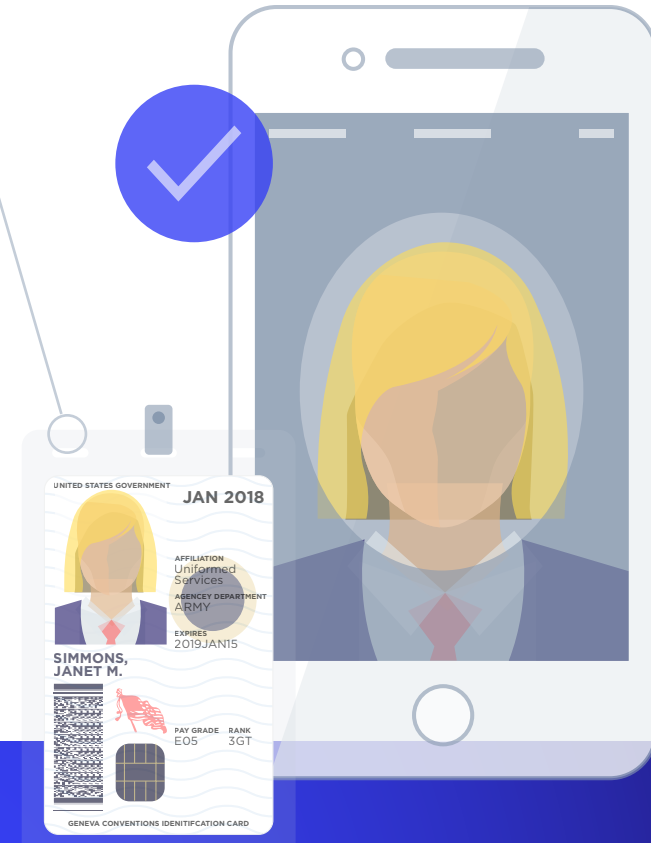 UNITED STATES GOVERNMENT
JAN 2018
AFFILIATION
Uniformed
Services
AGENCEY DEPARTMENT
ARMY
EXPIRES
2019JAN15
SIMMONS,
JANET M.
PAY GRADE RANK
E05 3GT
GENEVA CONVENTIONS IDENITIFCATION CARD